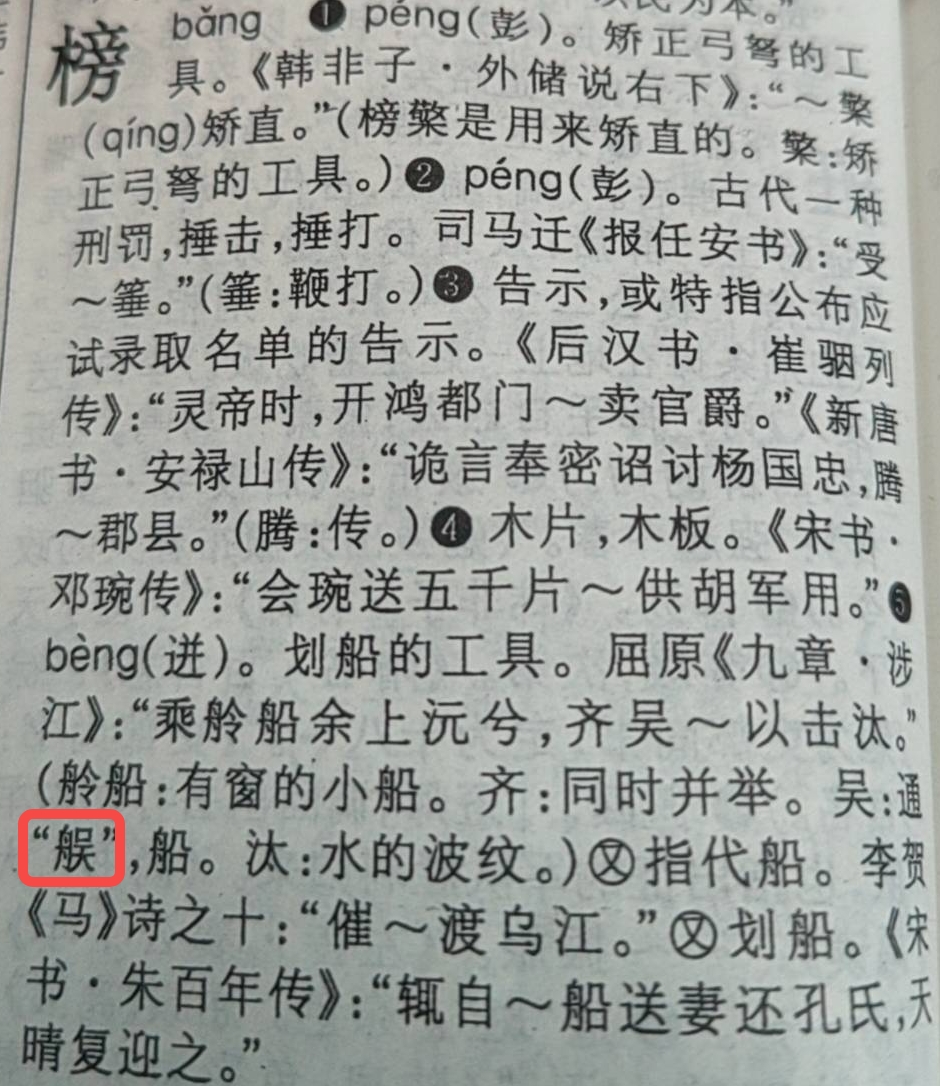 以民为本。”
榜 bǎng ❶ péng(彭)。矫正弓弩的工
具。《韩非子·外储说右下》:“～檠
(qíng)矫直。”(榜檠是用来矫直的。檠:矫
正弓弩的工具。)❷ péng(彭)。古代一种
刑罚,捶击,捶打。司马迁《报任安书》:“受
～箠。”(箠:鞭打。)❸ 告示,或特指公布应
试录取名单的告示。《后汉书·崔骃列
传》:“灵帝时,开鸿都门～卖官爵。”《新唐
书·安禄山传》:“诡言奉密诏讨杨国忠,腾
～郡县。”(腾:传。)❹ 木片,木板。《宋书·
邓琬传》:“会琬送五千片～供胡军用。”❺
bèng(迸)。划船的工具。屈原《九章·涉
江》:“乘舲船余上沅兮,齐吴～以击汰。”
(舲船:有窗的小船。齐:同时并举。吴:通
“艉”,船。汰:水的波纹。)㊁指代船。李贺
《马》诗之十:“催～渡乌江。”㊁划船。《宋
书·朱百年传》:“辄自～船送妻还孔氏,天
晴复迎之。”